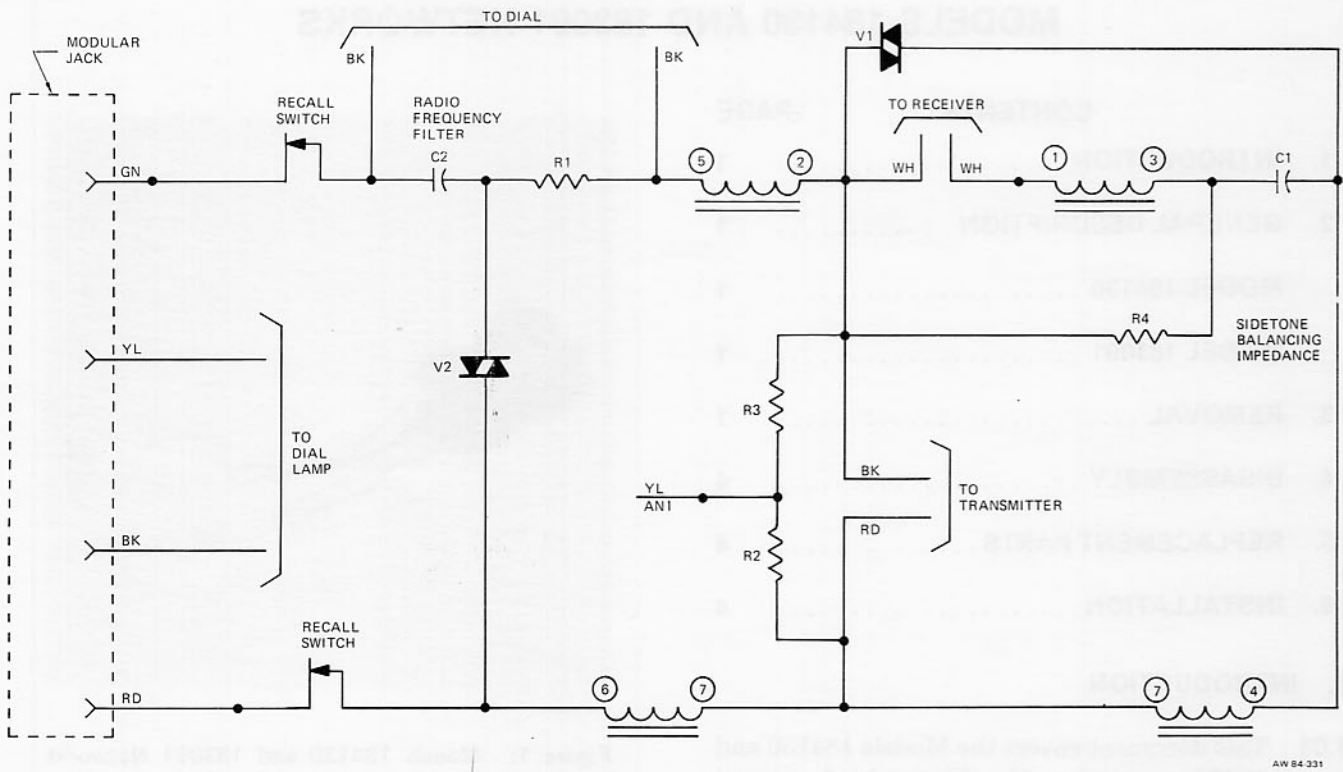 TO DIAL
MODULAR
JACK
BK
BK
V1
RECALL
SWITCH
RADIO
FREQUENCY
FILTER
TO RECEIVER
C2
R1
5
2
WH
WH
1
3
C1
GN
R4
SIDETONE
BALANCING
IMPEDANCE
YL
V2
R3
TO
DIAL
LAMP
BK
TO
TRANSMITTER
YL
AN1
RD
BK
R2
RECALL
SWITCH
RD
6
7
7
4
AW 84-331